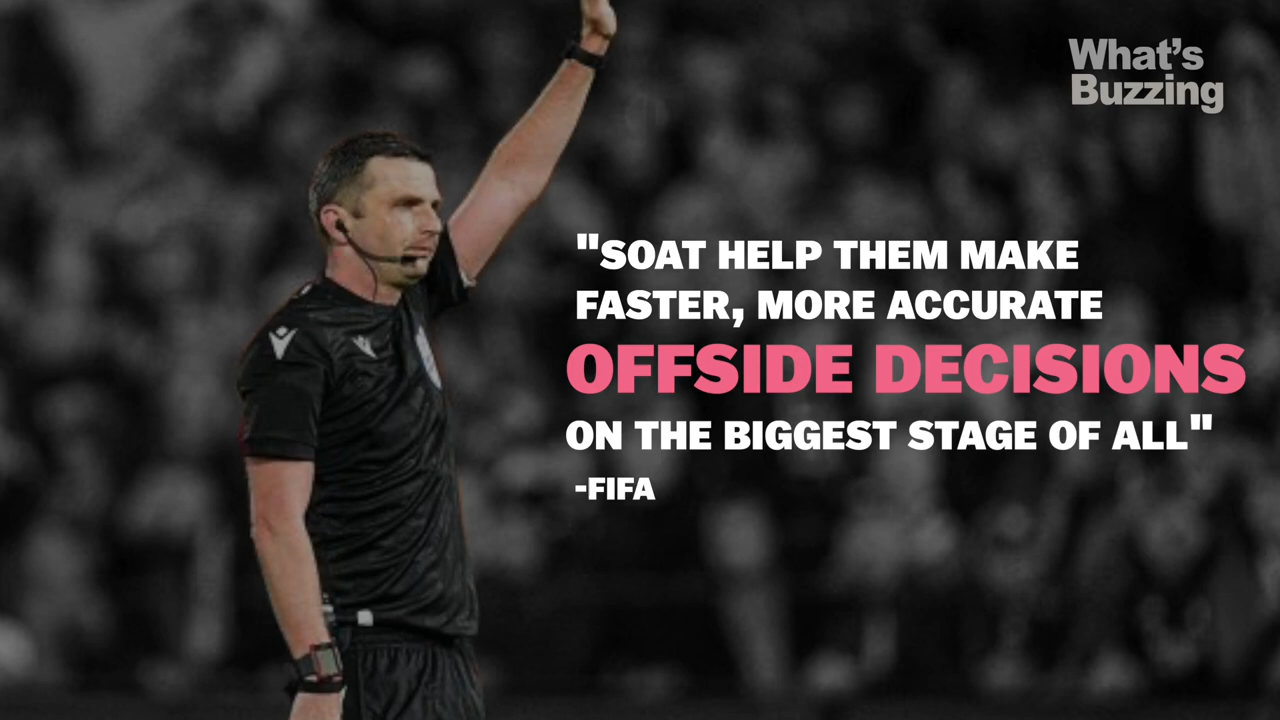 What's
Buzzing
"SOAT HELP THEM MAKE
FASTER, MORE ACCURATE
OFFSIDE DECISIONS
ON THE BIGGEST STAGE OF ALL"
-FIFA